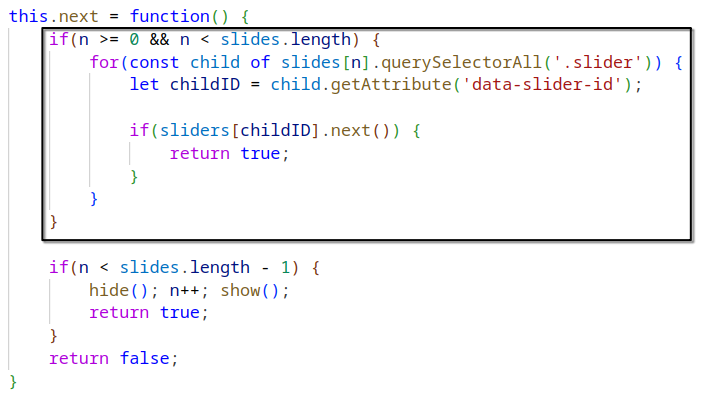 this.next = function() {
if(n >= 0 && n < slides.length) {
for(const child of slides[n].querySelectorAll('.slider')) {
let childID = child.getAttribute('data-slider-id');
if(sliders[childID].next()) {
return true;
}
}
}
if(n < slides.length - 1) {
hide(); n++; show();
return true;
}
return false;
}